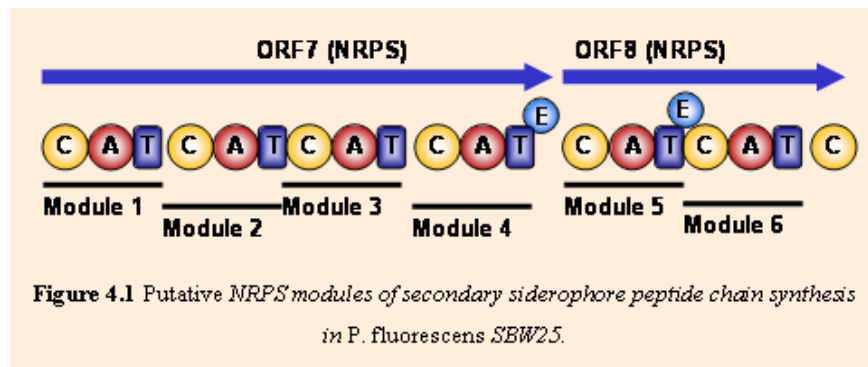 ORF7 (NRPS) ORF8 (NRPS)
E E
C A T C A T C A T C A T C A T C A T C
Module 1 Module 2 Module 3 Module 4 Module 5 Module 6
Figure 4.1 Putative NRPS modules of secondary siderophore peptide chain synthesis
in P. fluorescens SBW25.